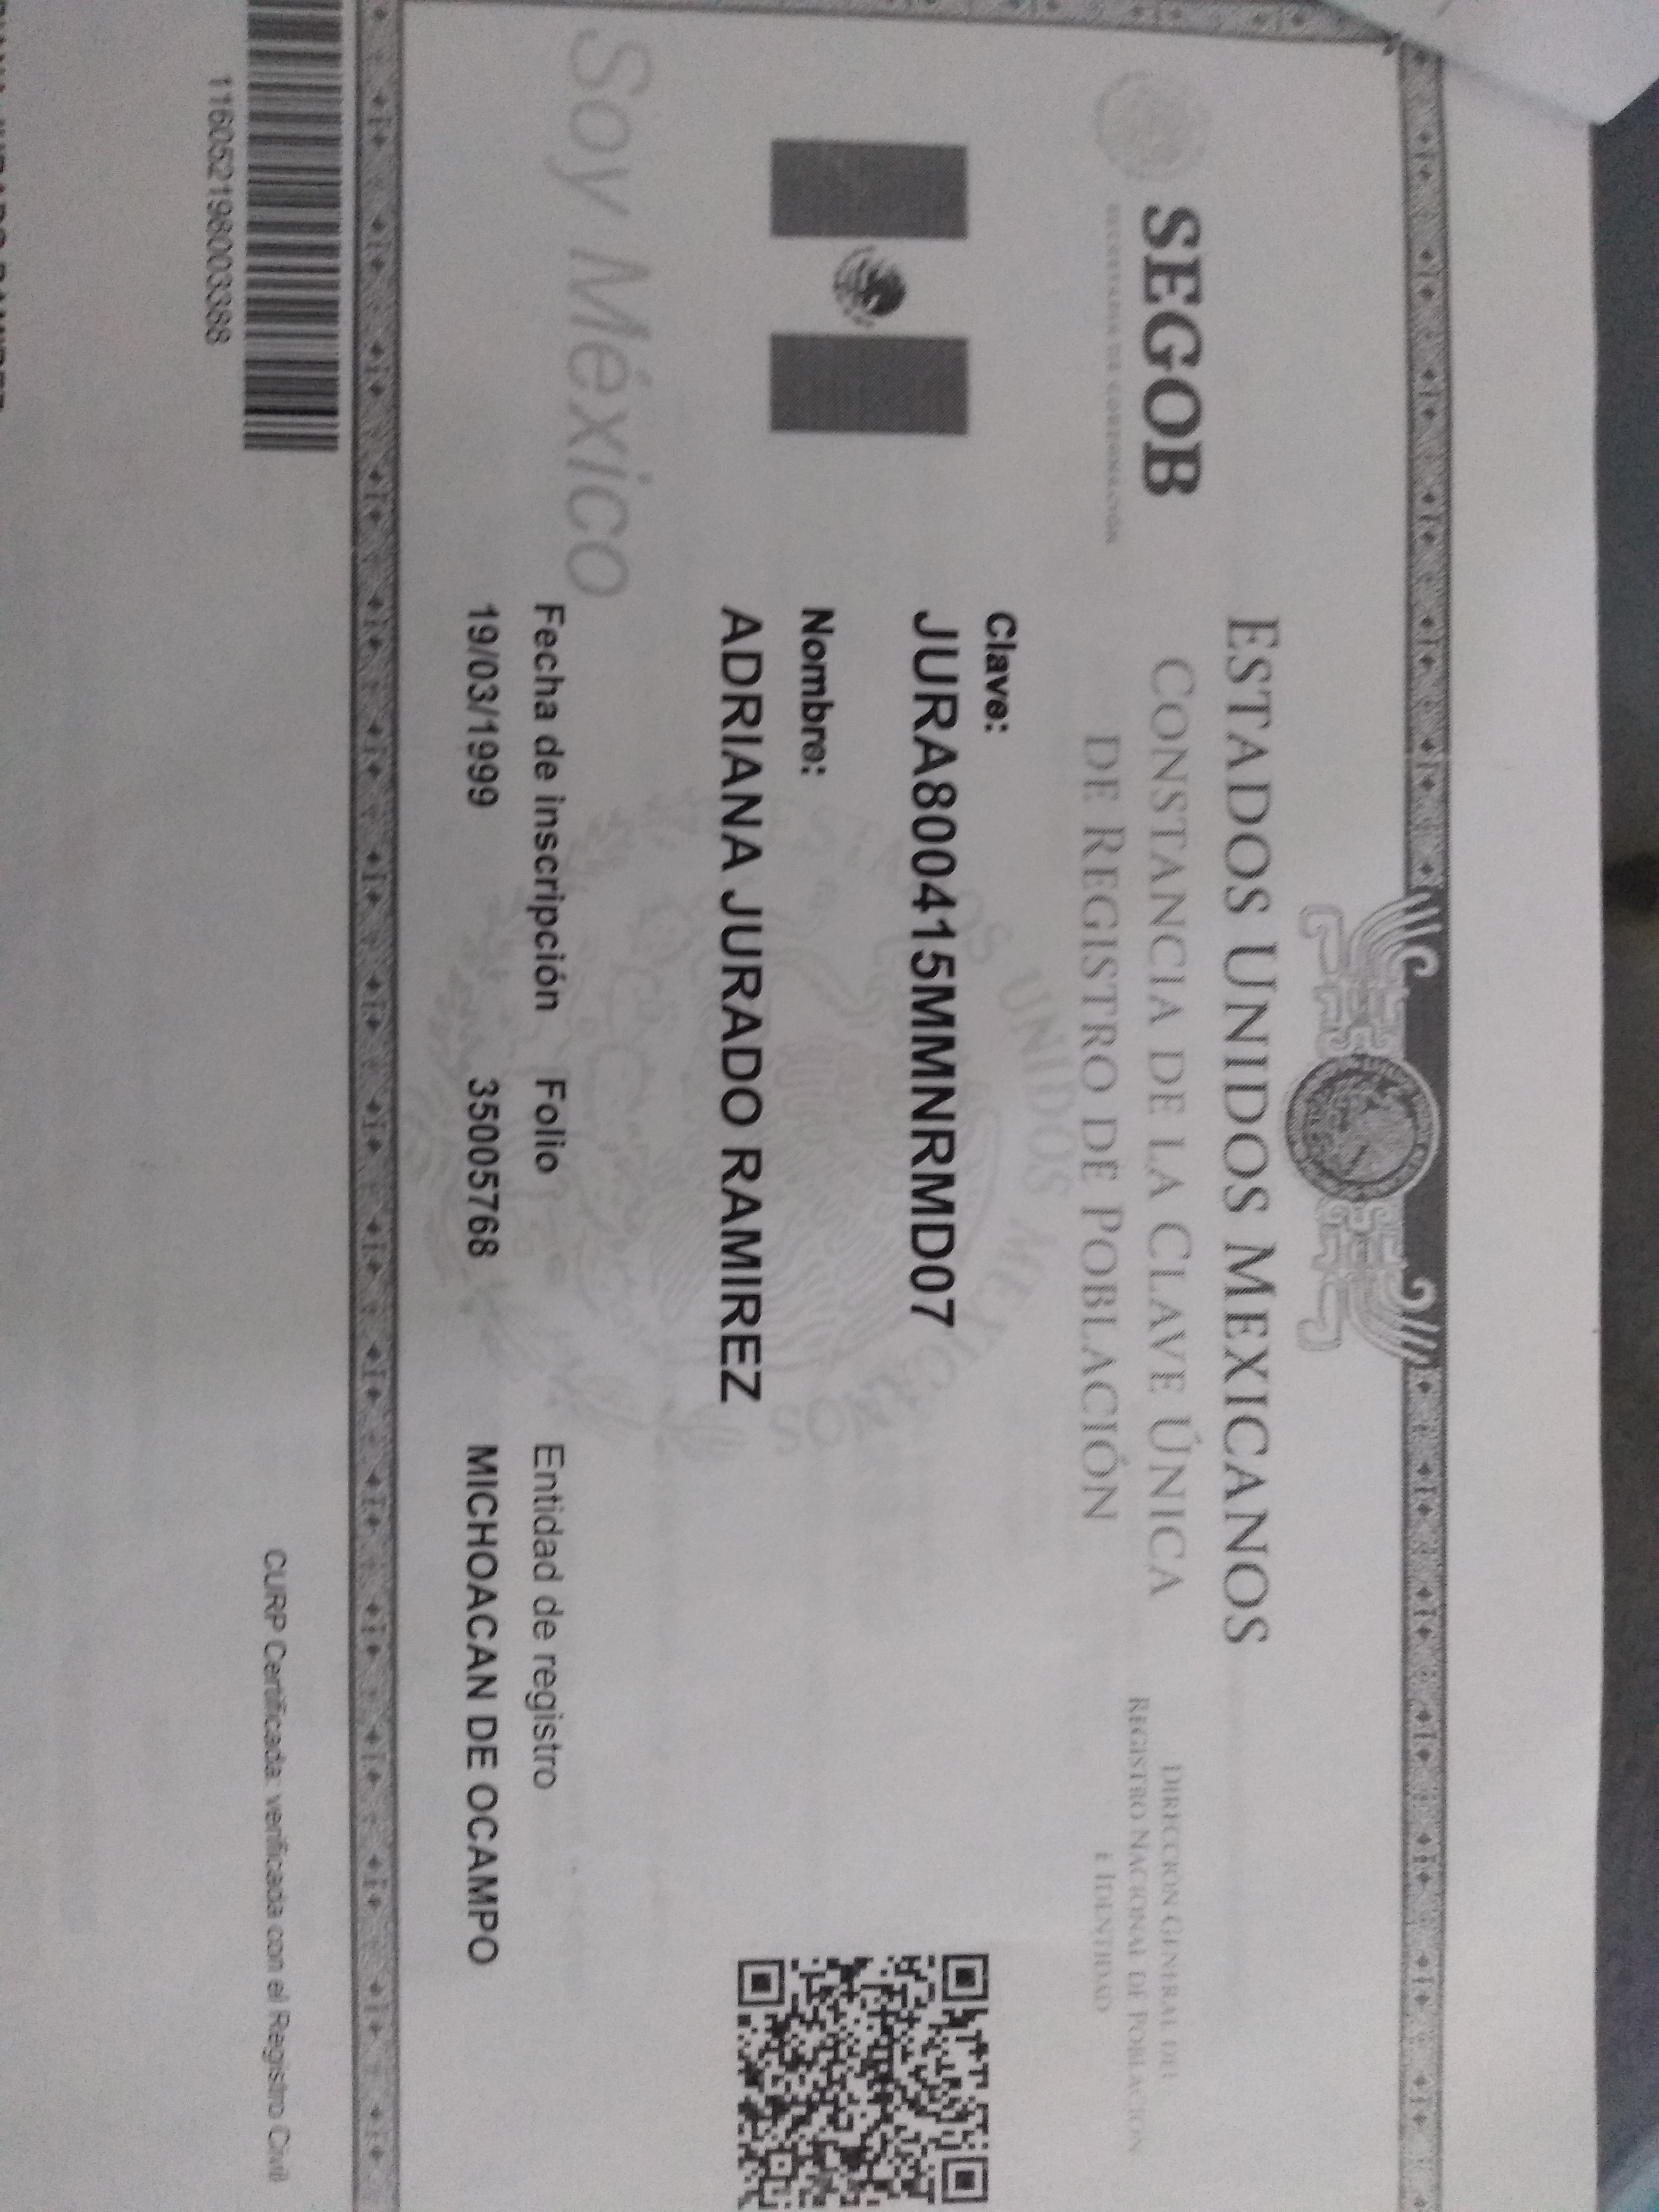 ESTADOS UNIDOS MEXICANOS
SEGOB
SECRETARÍA DE GOBERNACIÓN
CONSTANCIA DE LA CLAVE ÚNICA
DE REGISTRO DE POBLACIÓN
DIRECCIÓN GENERAL DEL
REGISTRO NACIONAL DE POBLACIÓN
E IDENTIDAD
ESTADOS UNIDOS MEXICANOS
Clave:
JURA800415MMNRMD07
Nombre:
ADRIANA JURADO RAMIREZ
Soy México
Fecha de inscripción Folio Entidad de registro
19/03/1999 35005768 MICHOACAN DE OCAMPO
116052198003388
CURP Certificada: verificada con el Registro Civil
JURADO RAMIREZ